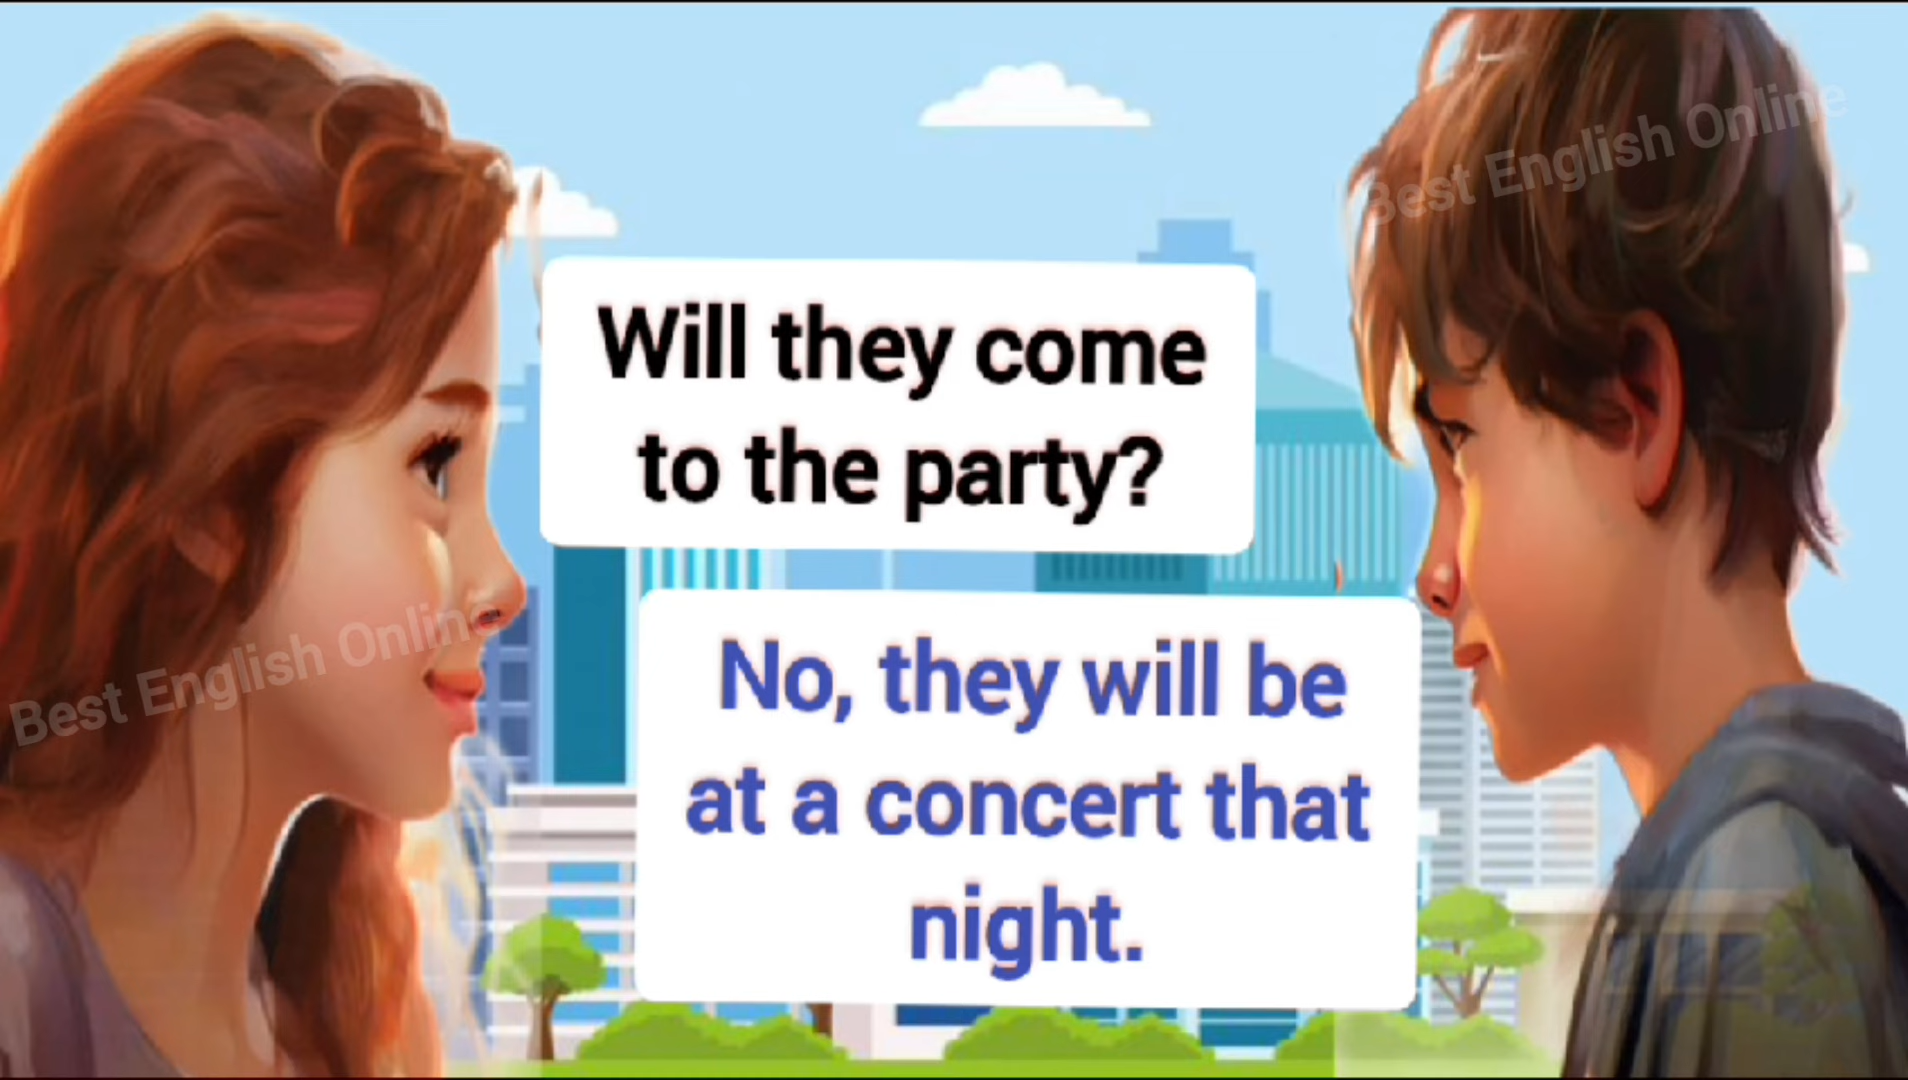 Best English Online
Will they come
to the party?
No, they will be
at a concert that
night.
Best English Online